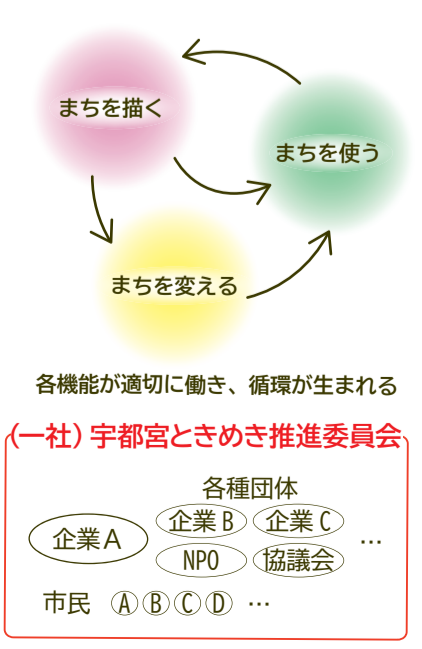 まちを描く
まちを使う
まちを変える
各機能が適切に働き、循環が生まれる
(一社)宇都宮ときめき推進委員会
各種団体
企業A 企業B 企業C …
NPO 協議会
市民 A B C D …